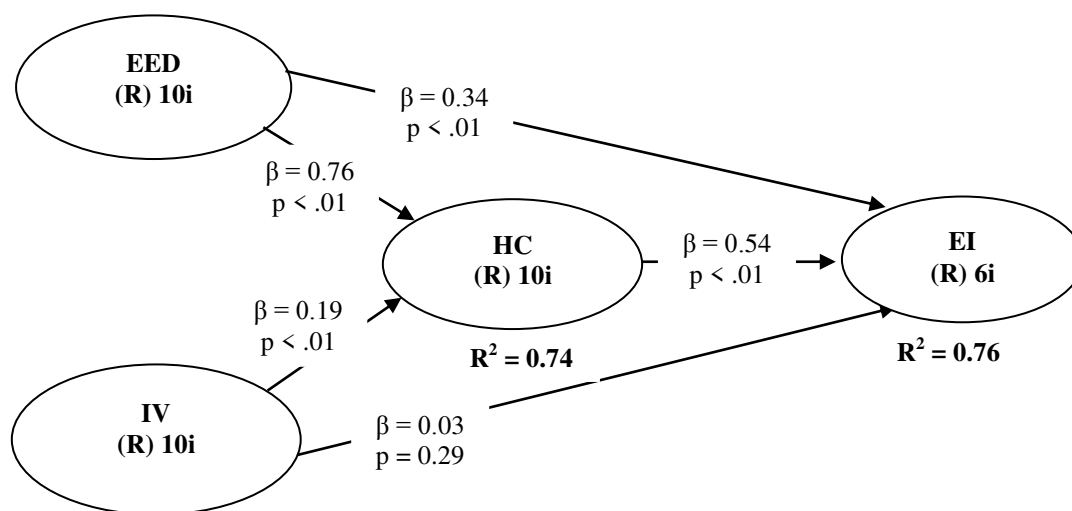 EED
(R) 10i
β = 0.34
p < .01
β = 0.76
p < .01
HC
(R) 10i
β = 0.54
p < .01
EI
(R) 6i
β = 0.19
p < .01
R² = 0.74
R² = 0.76
IV
(R) 10i
β = 0.03
p = 0.29